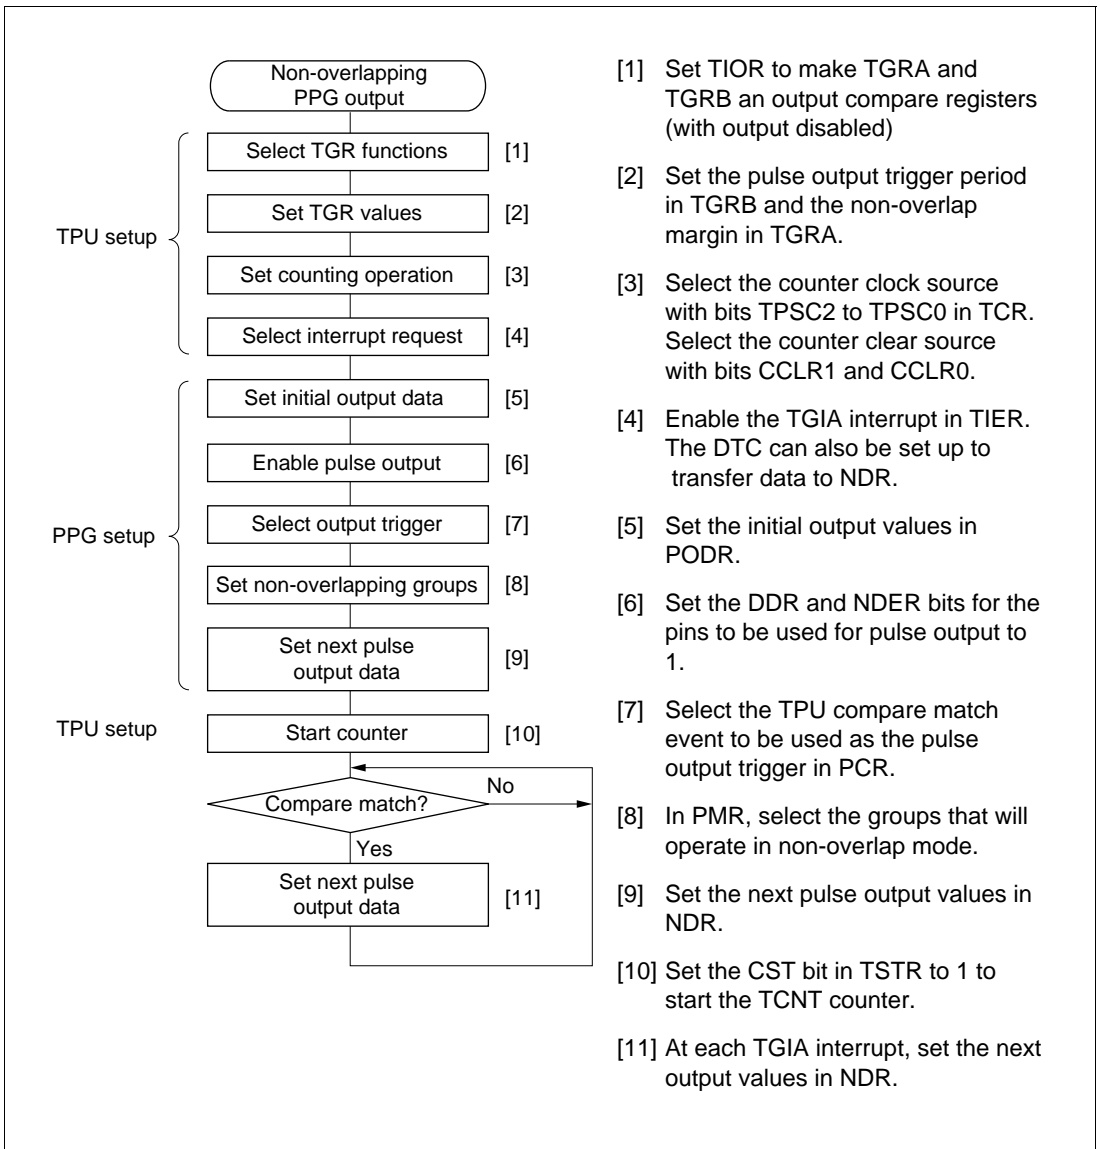 Non-overlapping
PPG output
TPU setup
Select TGR functions [1]
Set TGR values [2]
Set counting operation [3]
Select interrupt request [4]
PPG setup
Set initial output data [5]
Enable pulse output [6]
Select output trigger [7]
Set non-overlapping groups [8]
Set next pulse
output data [9]
TPU setup
Start counter [10]
Compare match?
No
Yes
Set next pulse
output data [11]
[1] Set TIOR to make TGRA and
TGRB an output compare registers
(with output disabled)
[2] Set the pulse output trigger period
in TGRB and the non-overlap
margin in TGRA.
[3] Select the counter clock source
with bits TPSC2 to TPSC0 in TCR.
Select the counter clear source
with bits CCLR1 and CCLR0.
[4] Enable the TGIA interrupt in TIER.
The DTC can also be set up to
transfer data to NDR.
[5] Set the initial output values in
PODR.
[6] Set the DDR and NDER bits for the
pins to be used for pulse output to
1.
[7] Select the TPU compare match
event to be used as the pulse
output trigger in PCR.
[8] In PMR, select the groups that will
operate in non-overlap mode.
[9] Set the next pulse output values in
NDR.
[10] Set the CST bit in TSTR to 1 to
start the TCNT counter.
[11] At each TGIA interrupt, set the next
output values in NDR.